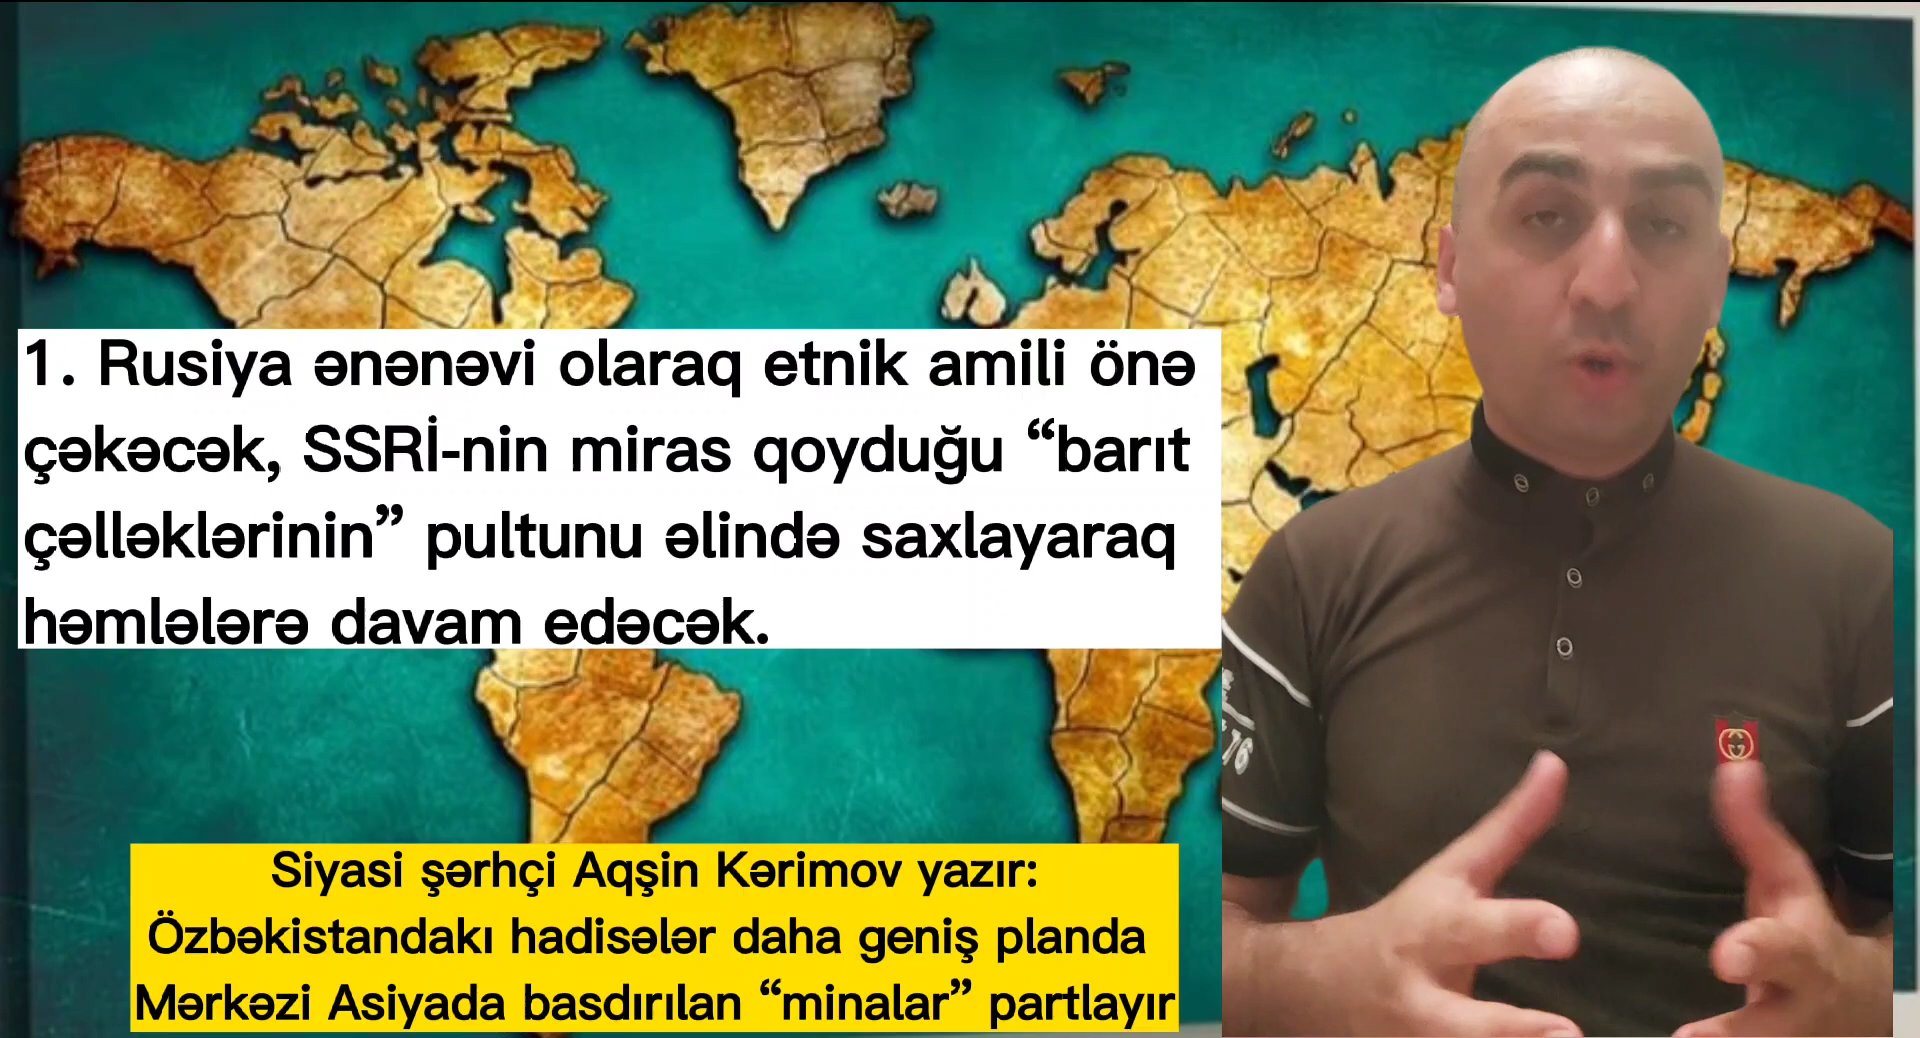 1. Rusiya ənənəvi olaraq etnik amili önə
çəkəcək, SSRİ-nin miras qoyduğu “barıt
çəlləklərinin” pultunu əlində saxlayaraq
həmlələrə davam edəcək.
Siyasi şərhçi Aqşin Kərimov yazır:
Özbəkistandakı hadisələr daha geniş planda
Mərkəzi Asiyada basdırılan “minalar” partlayır